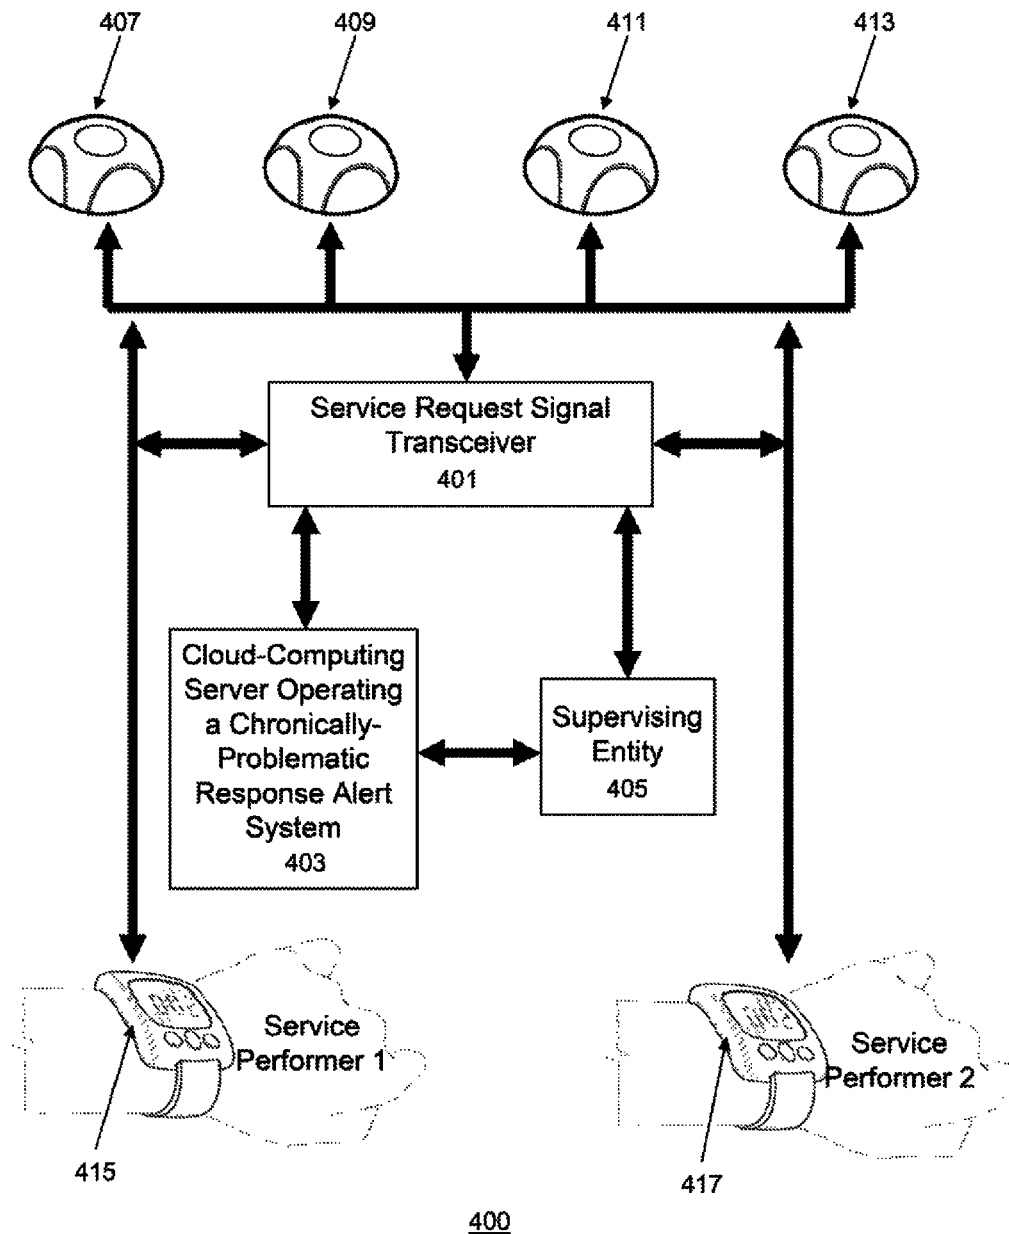 407
409
411
413
Service Request Signal
Transceiver
401
Cloud-Computing
Server Operating
a Chronically-
Problematic
Response Alert
System
403
Supervising
Entity
405
Service
Performer 1
Service
Performer 2
415
417
400